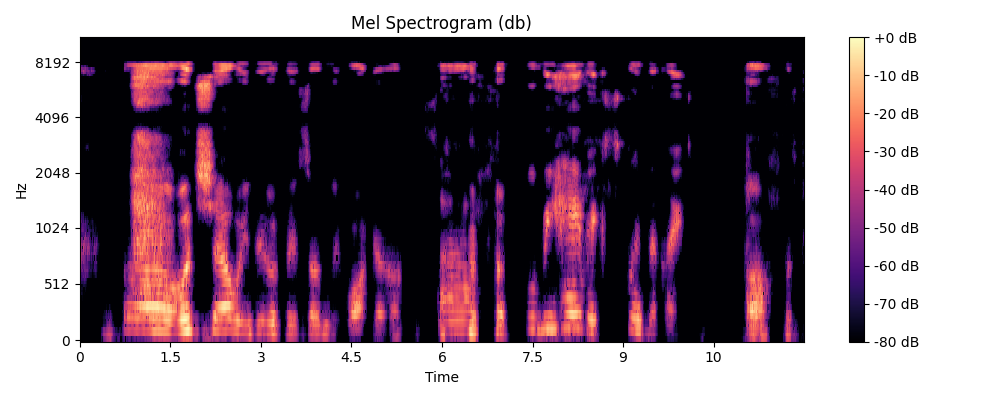 Mel Spectrogram (db)
8192
4096
2048
1024
512
0
Hz
0 1.5 3 4.5 6 7.5 9 10
Time
+0 dB
-10 dB
-20 dB
-30 dB
-40 dB
-50 dB
-60 dB
-70 dB
-80 dB